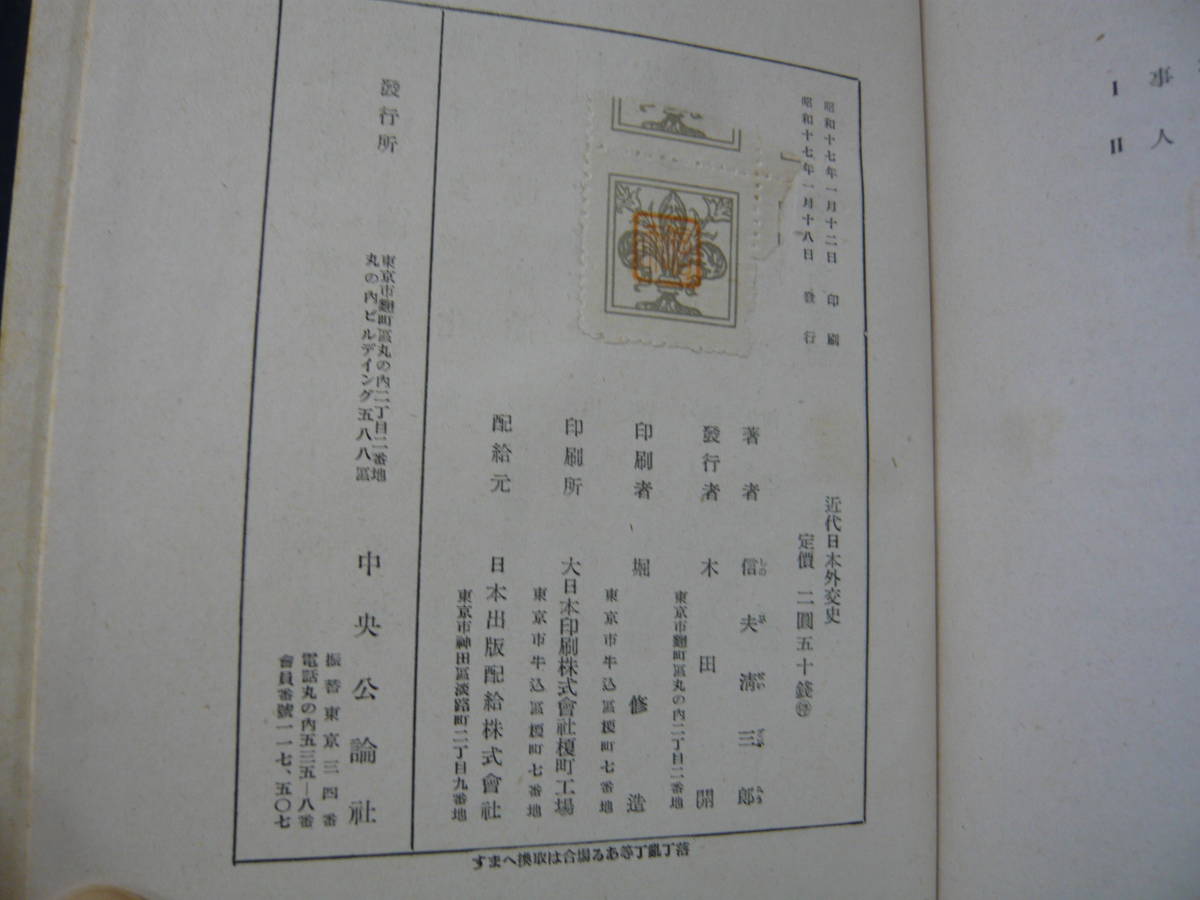 事
人
I
II
昭和十七年一月十二日　印刷
昭和十七年一月十八日　發行
近代日本外交史
定價　二圓五十錢
著者　信夫淸三郎
發行者　木田開
東京市麴町區丸の內二丁目二番地
印刷者　堀修造
東京市牛込區榎町七番地
印刷所　大日本印刷株式會社榎町工場
東京市牛込區榎町七番地
配給元　日本出版配給株式會社
東京市神田區淡路町二丁目九番地
發行所
東京市麴町區丸の內二丁目二番地
丸の內ビルデイング五八八區
中央公論社
振替東京三四番
電話丸の內五三五一八番
會員番號一一七、五〇七
すまへ換取は合場るあ等丁亂丁落